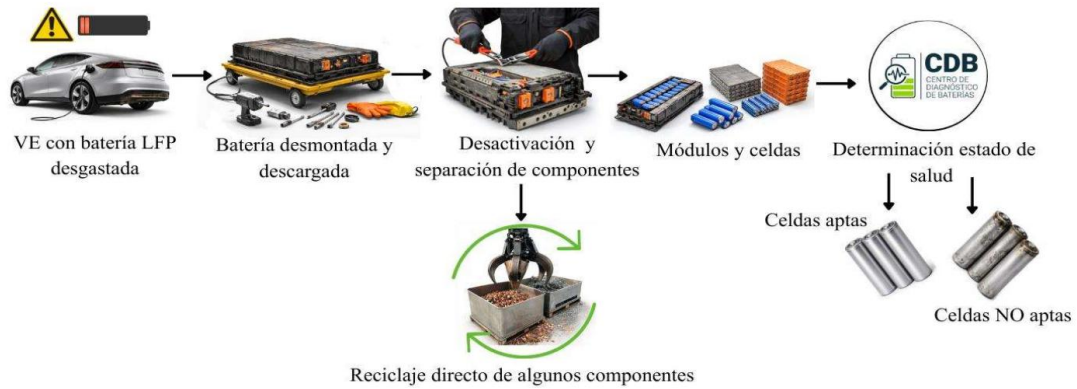 VE con batería LFP
desgastada
Batería desmontada y
descargada
Desactivación y
separación de componentes
Módulos y celdas
CDB
CENTRO DE
DIAGNÓSTICO
DE BATERÍAS
Determinación estado de
salud
Celdas aptas
Celdas NO aptas
Reciclaje directo de algunos componentes